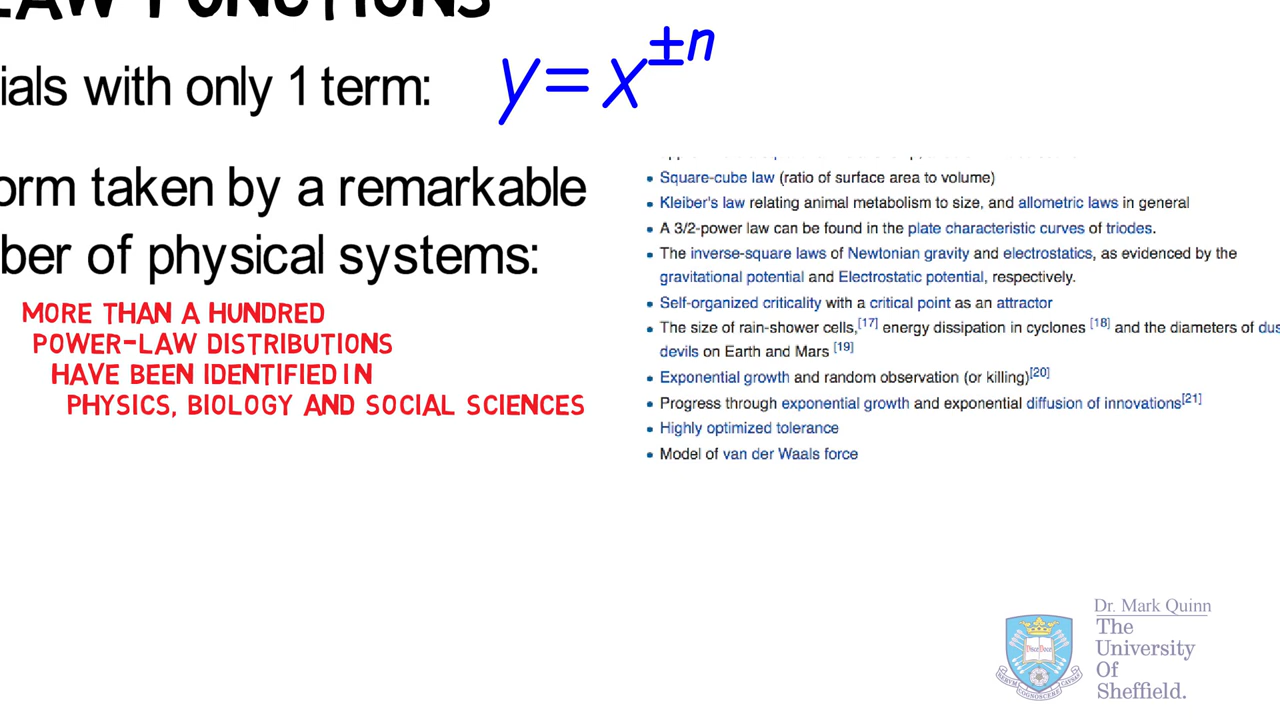 LAW FUNCTIONS
ials with only 1 term:
y=x^±n
orm taken by a remarkable
ber of physical systems:
MORE THAN A HUNDRED
POWER-LAW DISTRIBUTIONS
HAVE BEEN IDENTIFIED IN
PHYSICS, BIOLOGY AND SOCIAL SCIENCES
• Square-cube law (ratio of surface area to volume)
• Kleiber's law relating animal metabolism to size, and allometric laws in general
• A 3/2-power law can be found in the plate characteristic curves of triodes.
• The inverse-square laws of Newtonian gravity and electrostatics, as evidenced by the
gravitational potential and Electrostatic potential, respectively.
• Self-organized criticality with a critical point as an attractor
• The size of rain-shower cells,[17] energy dissipation in cyclones [18] and the diameters of dus
devils on Earth and Mars [19]
• Exponential growth and random observation (or killing)[20]
• Progress through exponential growth and exponential diffusion of innovations[21]
• Highly optimized tolerance
• Model of van der Waals force
Dr. Mark Quinn
The
University
Of
Sheffield.